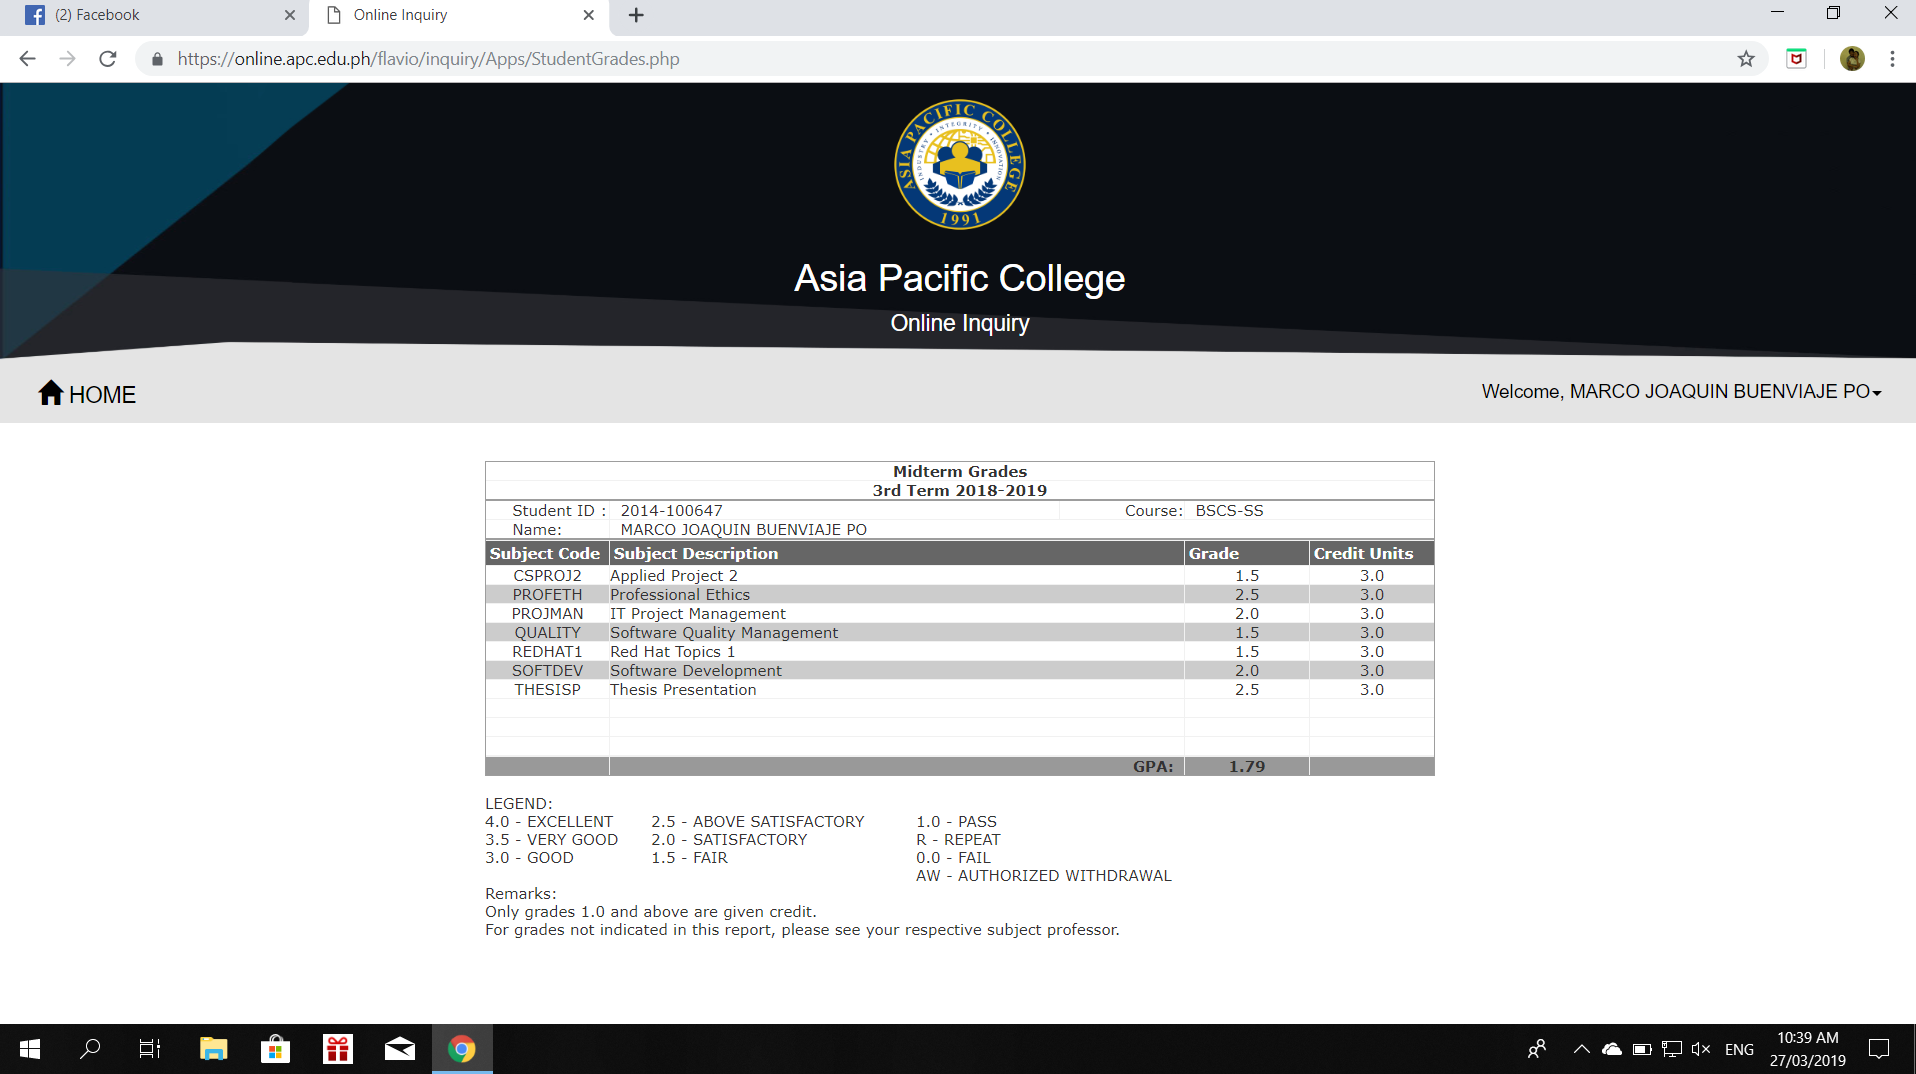 (2) Facebook
Online Inquiry
https://online.apc.edu.ph/flavio/inquiry/Apps/StudentGrades.php
ASIA PACIFIC COLLEGE
INDUSTRY • INTEGRITY • INNOVATION
1991
Asia Pacific College
Online Inquiry
HOME
Welcome, MARCO JOAQUIN BUENVIAJE PO
Midterm Grades
3rd Term 2018-2019
Student ID : 2014-100647 Course: BSCS-SS
Name: MARCO JOAQUIN BUENVIAJE PO
Subject Code Subject Description Grade Credit Units
CSPROJ2 Applied Project 2 1.5 3.0
PROFETH Professional Ethics 2.5 3.0
PROJMAN IT Project Management 2.0 3.0
QUALITY Software Quality Management 1.5 3.0
REDHAT1 Red Hat Topics 1 1.5 3.0
SOFTDEV Software Development 2.0 3.0
THESISP Thesis Presentation 2.5 3.0
GPA: 1.79
LEGEND:
4.0 - EXCELLENT 2.5 - ABOVE SATISFACTORY 1.0 - PASS
3.5 - VERY GOOD 2.0 - SATISFACTORY R - REPEAT
3.0 - GOOD 1.5 - FAIR 0.0 - FAIL
AW - AUTHORIZED WITHDRAWAL
Remarks:
Only grades 1.0 and above are given credit.
For grades not indicated in this report, please see your respective subject professor.
ENG
10:39 AM
27/03/2019